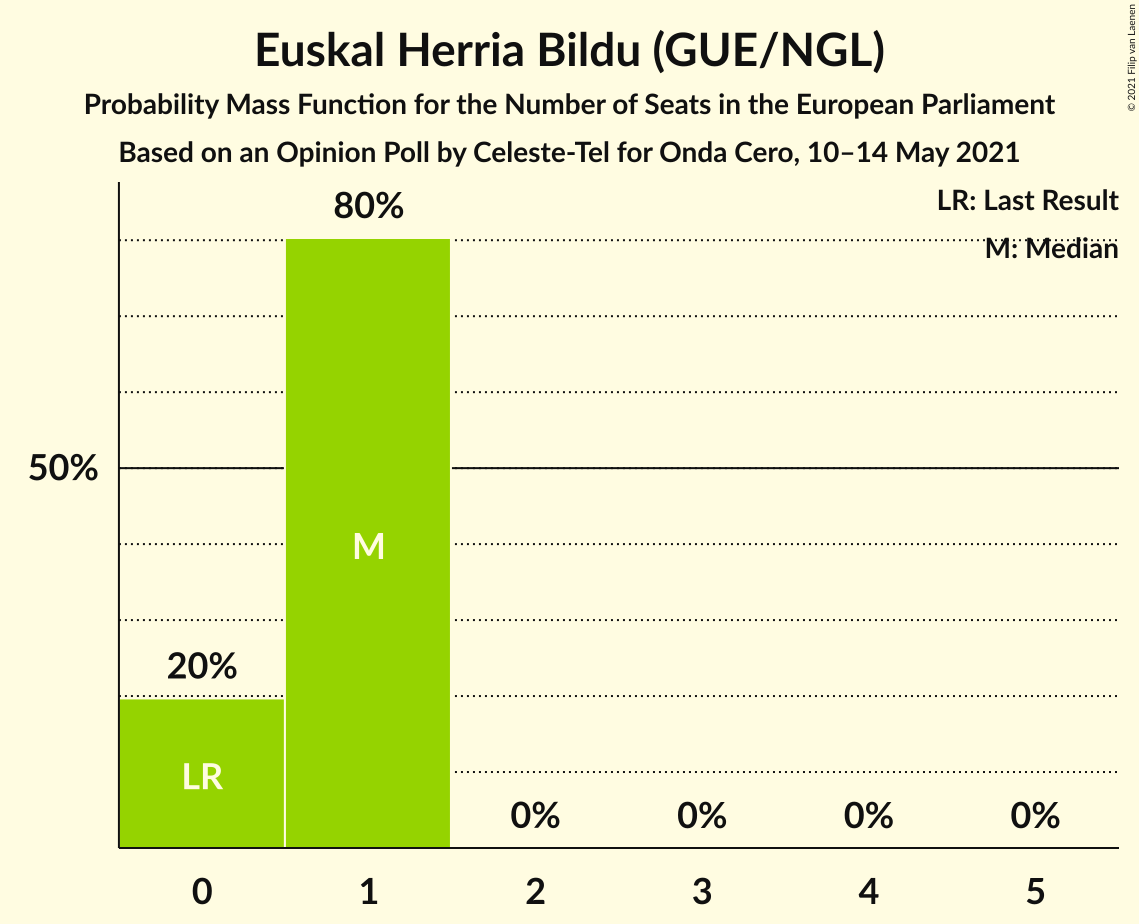 Euskal Herria Bildu (GUE/NGL)
Probability Mass Function for the Number of Seats in the European Parliament
Based on an Opinion Poll by Celeste-Tel for Onda Cero, 10–14 May 2021
© 2021 Filip van Laenen
LR: Last Result
M: Median
80%
50%
M
20%
LR
0%
0%
0%
0%
0
1
2
3
4
5